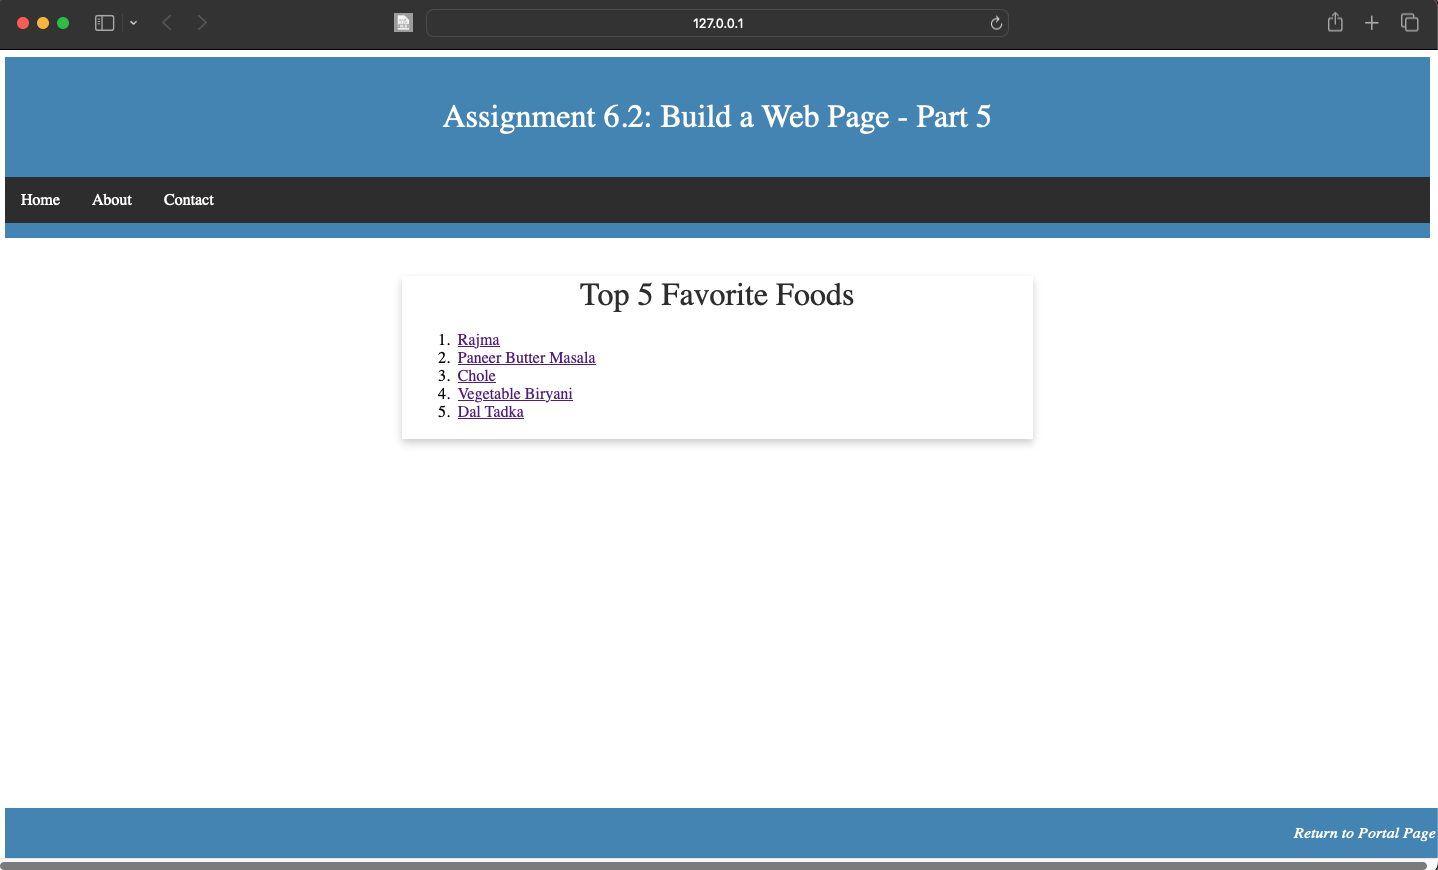 127.0.0.1
Assignment 6.2: Build a Web Page - Part 5
Home About Contact
Top 5 Favorite Foods
1. Rajma
2. Paneer Butter Masala
3. Chole
4. Vegetable Biryani
5. Dal Tadka
Return to Portal Page